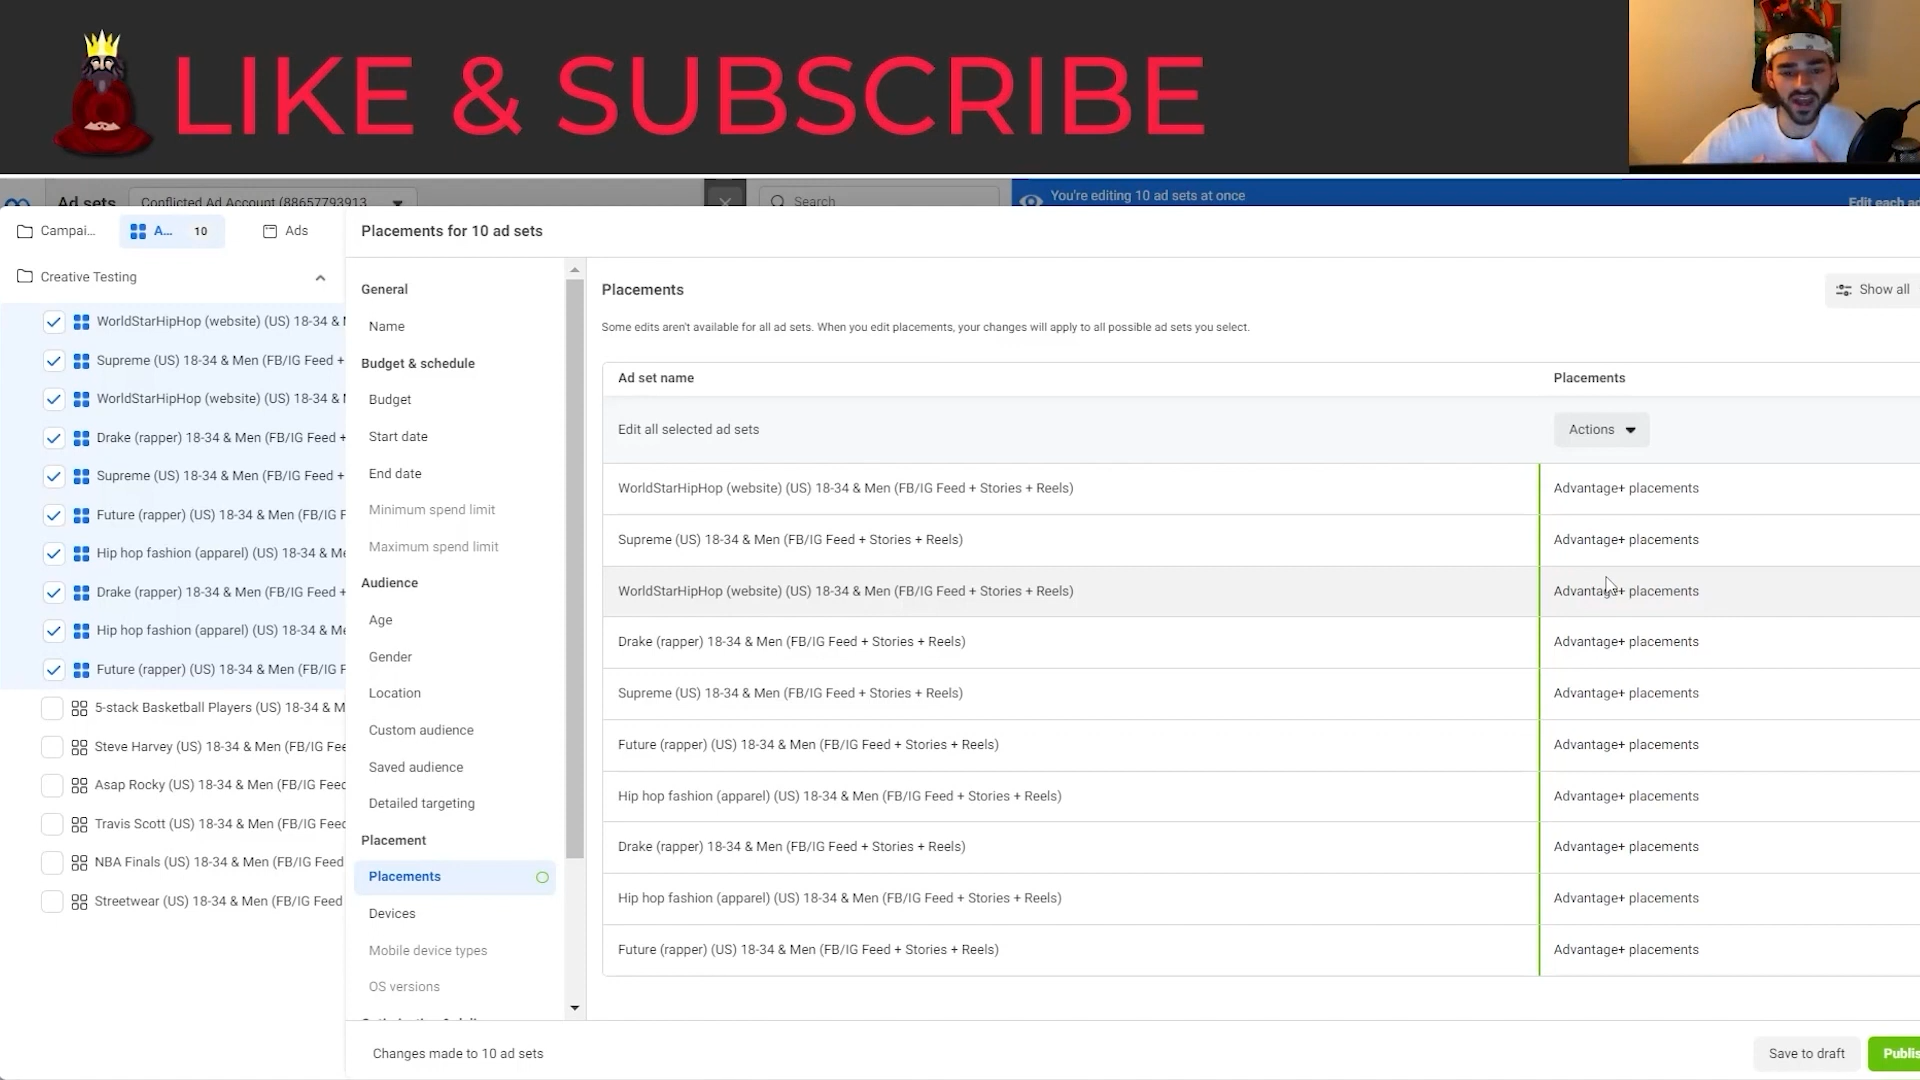 LIKE & SUBSCRIBE
Ad sets
Conflicted Ad Account (88657793913
Search
You're editing 10 ad sets at once
Edit each ad
Campai...
A...
10
Ads
Placements for 10 ad sets
Creative Testing
WorldStarHipHop (website) (US) 18-34 &
Supreme (US) 18-34 & Men (FB/IG Feed +
WorldStarHipHop (website) (US) 18-34 &
Drake (rapper) 18-34 & Men (FB/IG Feed +
Supreme (US) 18-34 & Men (FB/IG Feed +
Future (rapper) (US) 18-34 & Men (FB/IG F
Hip hop fashion (apparel) (US) 18-34 & Me
Drake (rapper) 18-34 & Men (FB/IG Feed +
Hip hop fashion (apparel) (US) 18-34 & Me
Future (rapper) (US) 18-34 & Men (FB/IG F
5-stack Basketball Players (US) 18-34 & M
Steve Harvey (US) 18-34 & Men (FB/IG Fee
Asap Rocky (US) 18-34 & Men (FB/IG Feed
Travis Scott (US) 18-34 & Men (FB/IG Feed
NBA Finals (US) 18-34 & Men (FB/IG Feed
Streetwear (US) 18-34 & Men (FB/IG Feed
General
Name
Budget & schedule
Budget
Start date
End date
Minimum spend limit
Maximum spend limit
Audience
Age
Gender
Location
Custom audience
Saved audience
Detailed targeting
Placement
Placements
Devices
Mobile device types
OS versions
Placements
Show all
Some edits aren't available for all ad sets. When you edit placements, your changes will apply to all possible ad sets you select.
Ad set name
Placements
Edit all selected ad sets
Actions
WorldStarHipHop (website) (US) 18-34 & Men (FB/IG Feed + Stories + Reels)
Advantage+ placements
Supreme (US) 18-34 & Men (FB/IG Feed + Stories + Reels)
Advantage+ placements
WorldStarHipHop (website) (US) 18-34 & Men (FB/IG Feed + Stories + Reels)
Advantage+ placements
Drake (rapper) 18-34 & Men (FB/IG Feed + Stories + Reels)
Advantage+ placements
Supreme (US) 18-34 & Men (FB/IG Feed + Stories + Reels)
Advantage+ placements
Future (rapper) (US) 18-34 & Men (FB/IG Feed + Stories + Reels)
Advantage+ placements
Hip hop fashion (apparel) (US) 18-34 & Men (FB/IG Feed + Stories + Reels)
Advantage+ placements
Drake (rapper) 18-34 & Men (FB/IG Feed + Stories + Reels)
Advantage+ placements
Hip hop fashion (apparel) (US) 18-34 & Men (FB/IG Feed + Stories + Reels)
Advantage+ placements
Future (rapper) (US) 18-34 & Men (FB/IG Feed + Stories + Reels)
Advantage+ placements
Changes made to 10 ad sets
Save to draft
Publis